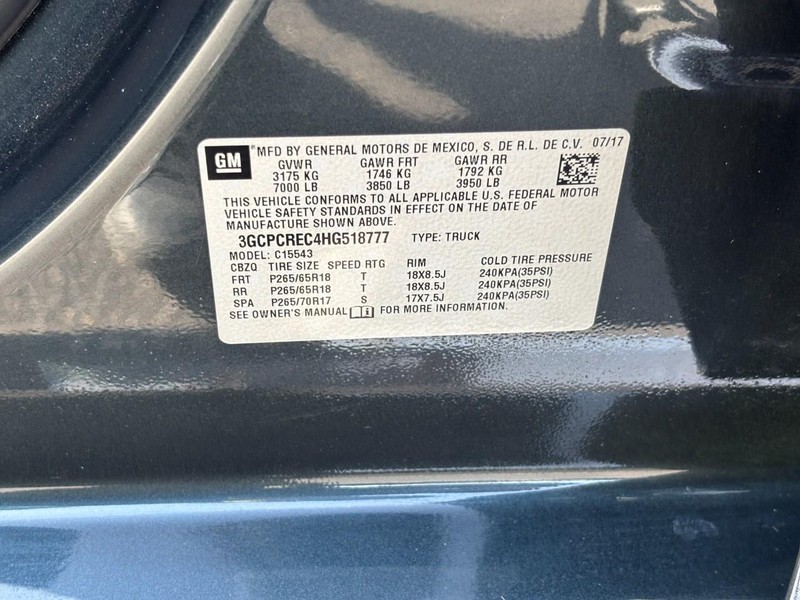 GM ® MFD BY GENERAL MOTORS DE MEXICO, S. DE R.L. DE C.V. 07/17
GVWR GAWR FRT GAWR RR
3175 KG 1746 KG 1792 KG
7000 LB 3850 LB 3950 LB
THIS VEHICLE CONFORMS TO ALL APPLICABLE U.S. FEDERAL MOTOR
VEHICLE SAFETY STANDARDS IN EFFECT ON THE DATE OF
MANUFACTURE SHOWN ABOVE.
3GCPCREC4HG518777 TYPE: TRUCK
MODEL: C15543
CBZQ TIRE SIZE SPEED RTG RIM COLD TIRE PRESSURE
FRT P265/65R18 T 18X8.5J 240KPA(35PSI)
RR P265/65R18 T 18X8.5J 240KPA(35PSI)
SPA P265/70R17 S 17X7.5J 240KPA(35PSI)
SEE OWNER'S MANUAL FOR MORE INFORMATION.